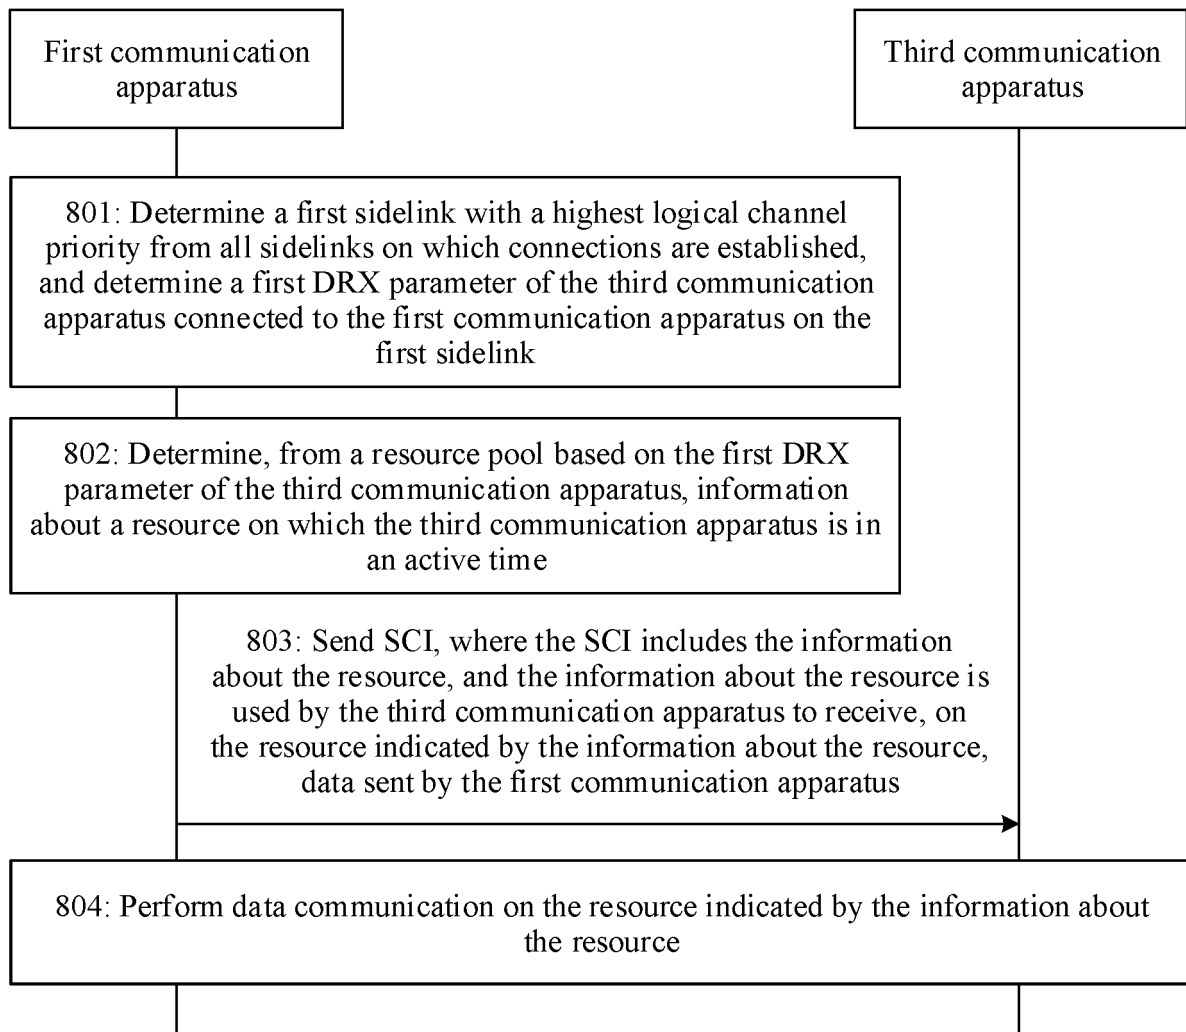 First communication
apparatus
Third communication
apparatus
801: Determine a first sidelink with a highest logical channel
priority from all sidelinks on which connections are established,
and determine a first DRX parameter of the third communication
apparatus connected to the first communication apparatus on the
first sidelink
802: Determine, from a resource pool based on the first DRX
parameter of the third communication apparatus, information
about a resource on which the third communication apparatus is in
an active time
803: Send SCI, where the SCI includes the information
about the resource, and the information about the resource is
used by the third communication apparatus to receive, on
the resource indicated by the information about the resource,
data sent by the first communication apparatus
804: Perform data communication on the resource indicated by the information about
the resource